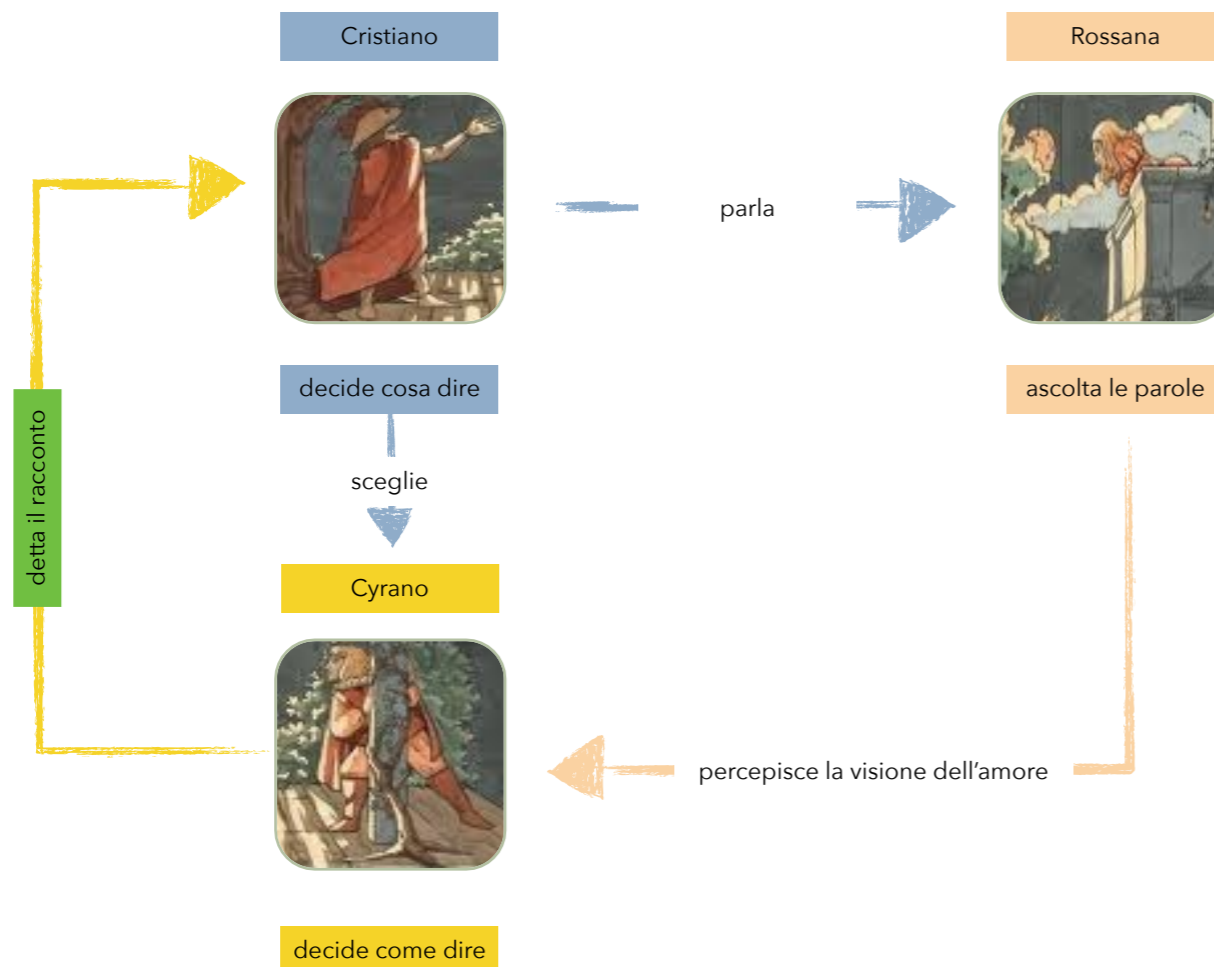 Cristiano
Rossana
parla
decide cosa dire
ascolta le parole
detta il racconto
sceglie
Cyrano
percepisce la visione dell'amore
decide come dire